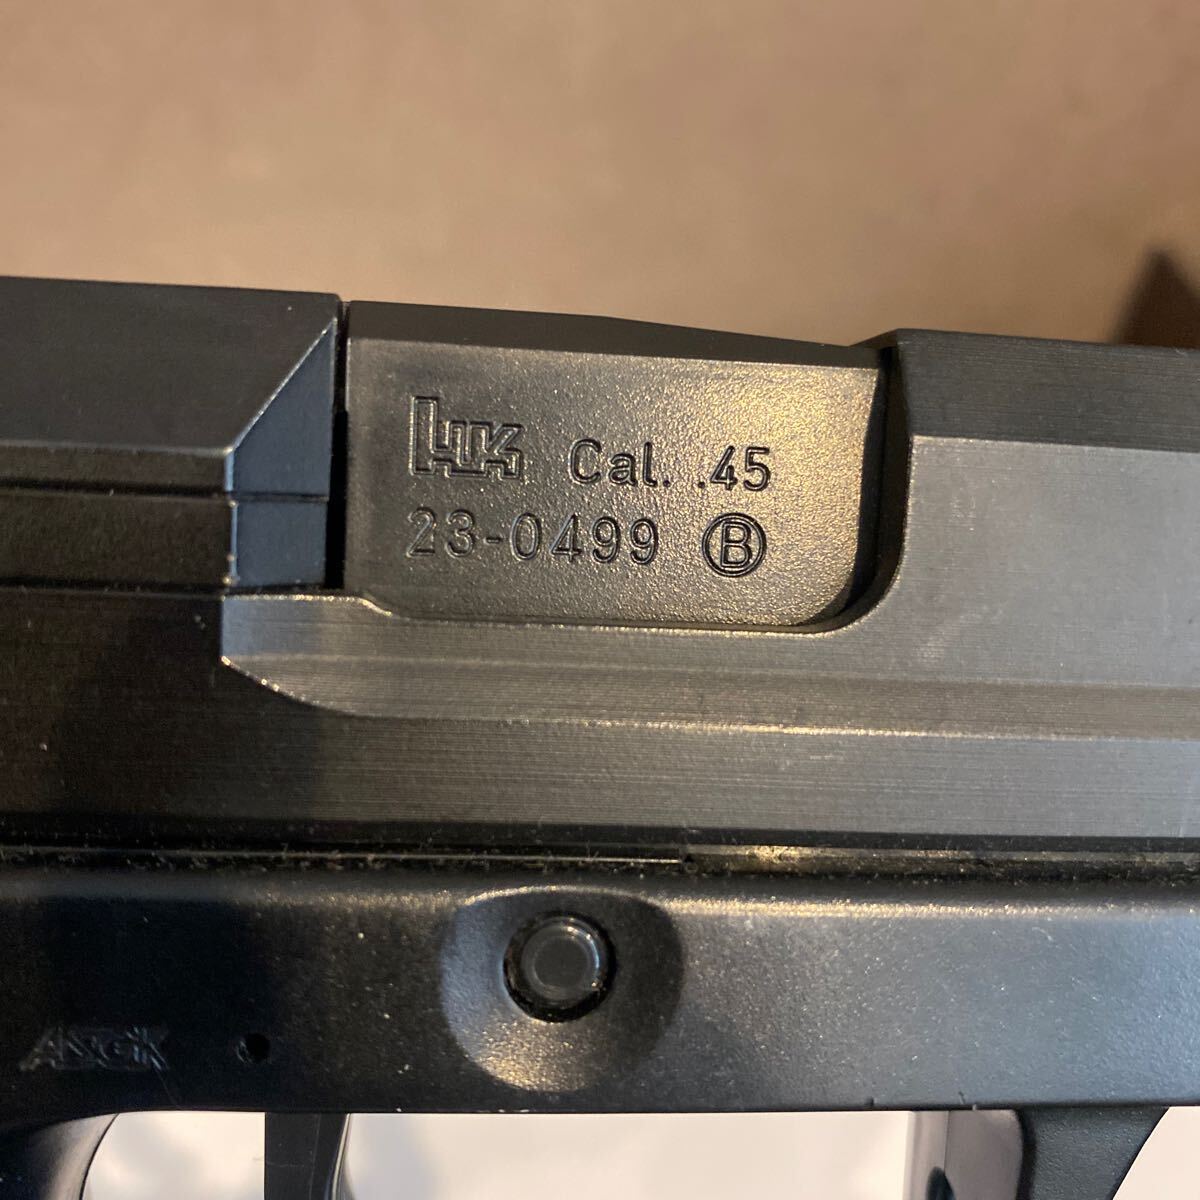 HK Cal. .45
23-0499 B
ASGK